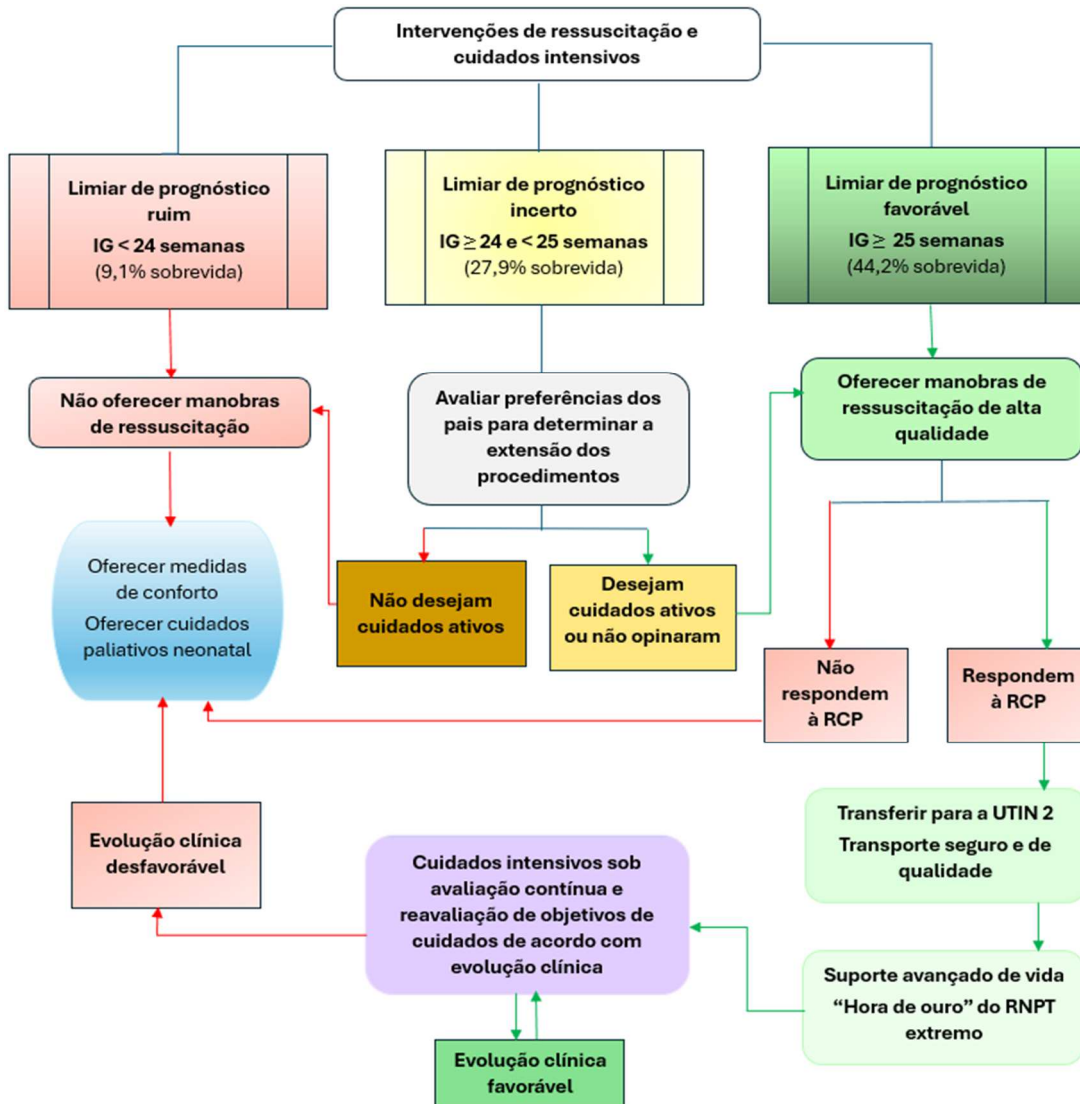 Intervenções de ressuscitação e
cuidados intensivos
Limiar de prognóstico
ruim
IG < 24 semanas
(9,1% sobrevida)
Limiar de prognóstico
incerto
IG ≥ 24 e < 25 semanas
(27,9% sobrevida)
Limiar de prognóstico
favorável
IG ≥ 25 semanas
(44,2% sobrevida)
Não oferecer manobras
de ressuscitação
Avaliar preferências dos
pais para determinar a
extensão dos
procedimentos
Oferecer manobras de
ressuscitação de alta
qualidade
Oferecer medidas
de conforto
Oferecer cuidados
paliativos neonatal
Não desejam
cuidados ativos
Desejam
cuidados ativos
ou não opinaram
Não
respondem
à RCP
Respondem
à RCP
Evolução clínica
desfavorável
Cuidados intensivos sob
avaliação contínua e
reavaliação de objetivos de
cuidados de acordo com
evolução clínica
Transferir para a UTIN 2
Transporte seguro e de
qualidade
Suporte avançado de vida
“Hora de ouro” do RNPT
extremo
Evolução clínica
favorável